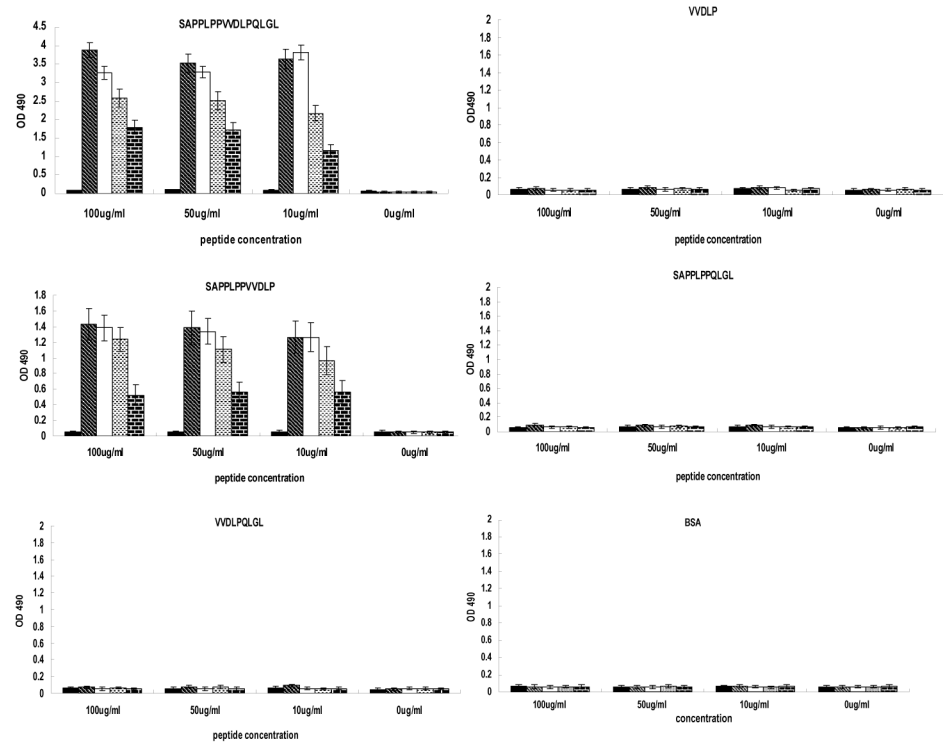 SAPPLPPVVDLPQLGL
4.5
4
3.5
3
2.5
2
1.5
1
0.5
0
OD 490
100ug/ml 50ug/ml 10ug/ml 0ug/ml
peptide concentration
VVDLP
2
1.8
1.6
1.4
1.2
1
0.8
0.6
0.4
0.2
0
OD490
100ug/ml 50ug/ml 10ug/ml 0ug/ml
peptide concentration
SAPPLPPVVDLP
1.8
1.6
1.4
1.2
1
0.8
0.6
0.4
0.2
0
OD 490
100ug/ml 50ug/ml 10ug/ml 0ug/ml
peptide concentration
SAPPLPPQLGL
2
1.8
1.6
1.4
1.2
1
0.8
0.6
0.4
0.2
0
OD 490
100ug/ml 50ug/ml 10ug/ml 0ug/ml
peptide concentration
VVDLPQLGL
2
1.8
1.6
1.4
1.2
1
0.8
0.6
0.4
0.2
0
OD 490
100ug/ml 50ug/ml 10ug/ml 0ug/ml
peptide concentration
BSA
2
1.8
1.6
1.4
1.2
1
0.8
0.6
0.4
0.2
0
OD 490
100ug/ml 50ug/ml 10ug/ml 0ug/ml
concentration